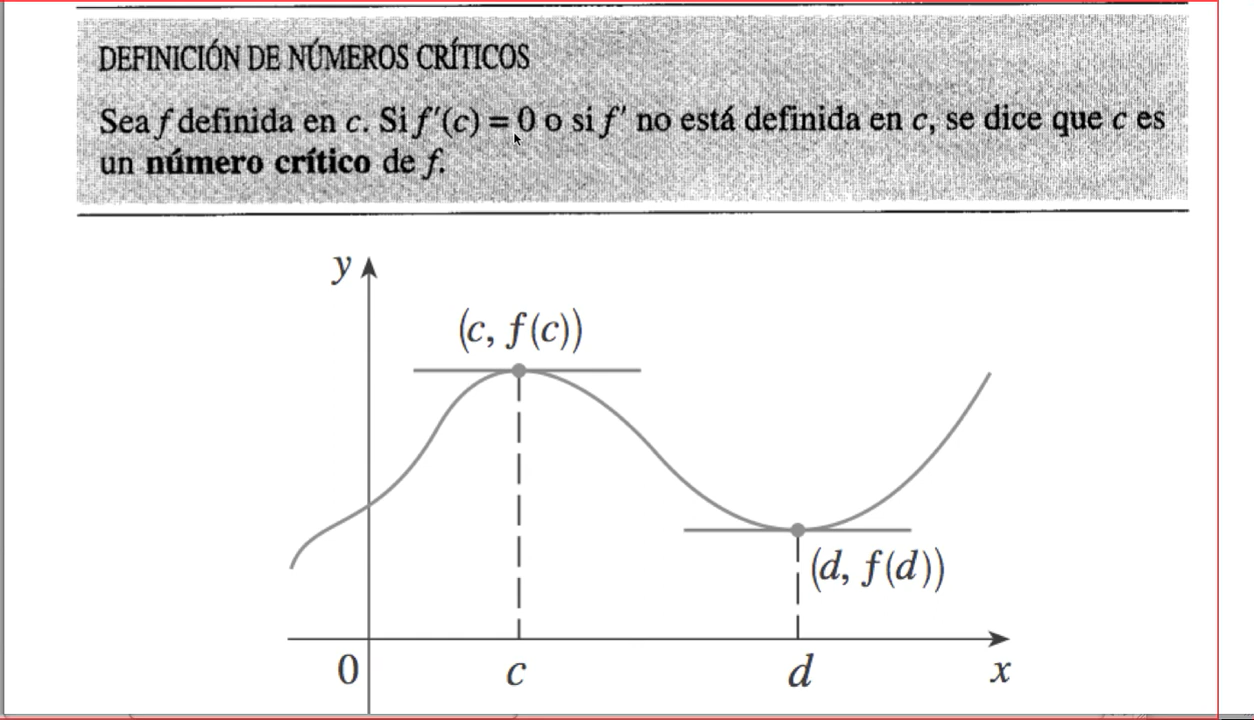 DEFINICIÓN DE NÚMEROS CRÍTICOS
Sea f definida en c. Si f'(c) = 0 o si f' no está definida en c, se dice que c es
un número crítico de f.
y
(c, f(c))
(d, f(d))
0 c d x